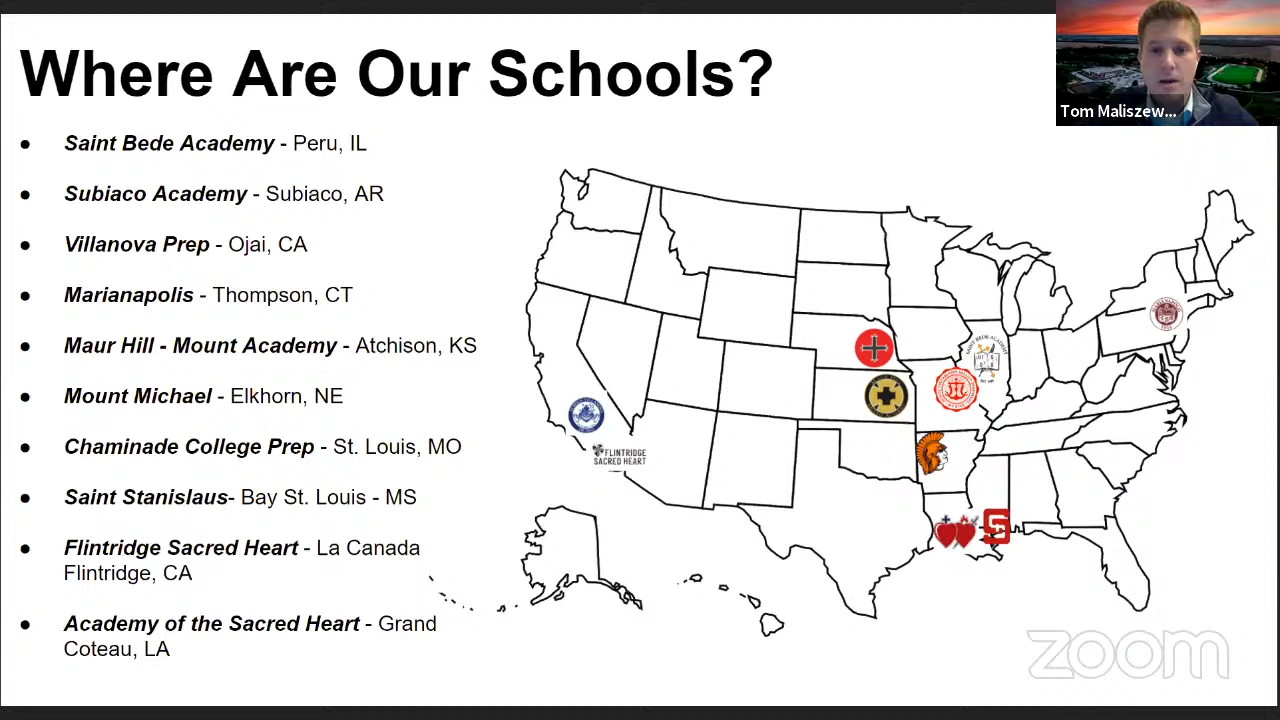 Where Are Our Schools?
Tom Maliszew...
● Saint Bede Academy - Peru, IL
● Subiaco Academy - Subiaco, AR
● Villanova Prep - Ojai, CA
● Marianapolis - Thompson, CT
● Maur Hill - Mount Academy - Atchison, KS
● Mount Michael - Elkhorn, NE
● Chaminade College Prep - St. Louis, MO
● Saint Stanislaus- Bay St. Louis - MS
● Flintridge Sacred Heart - La Canada
Flintridge, CA
● Academy of the Sacred Heart - Grand
Coteau, LA
SAINT BEDE ACADEMY
FLINTRIDGE
SACRED HEART
zoom